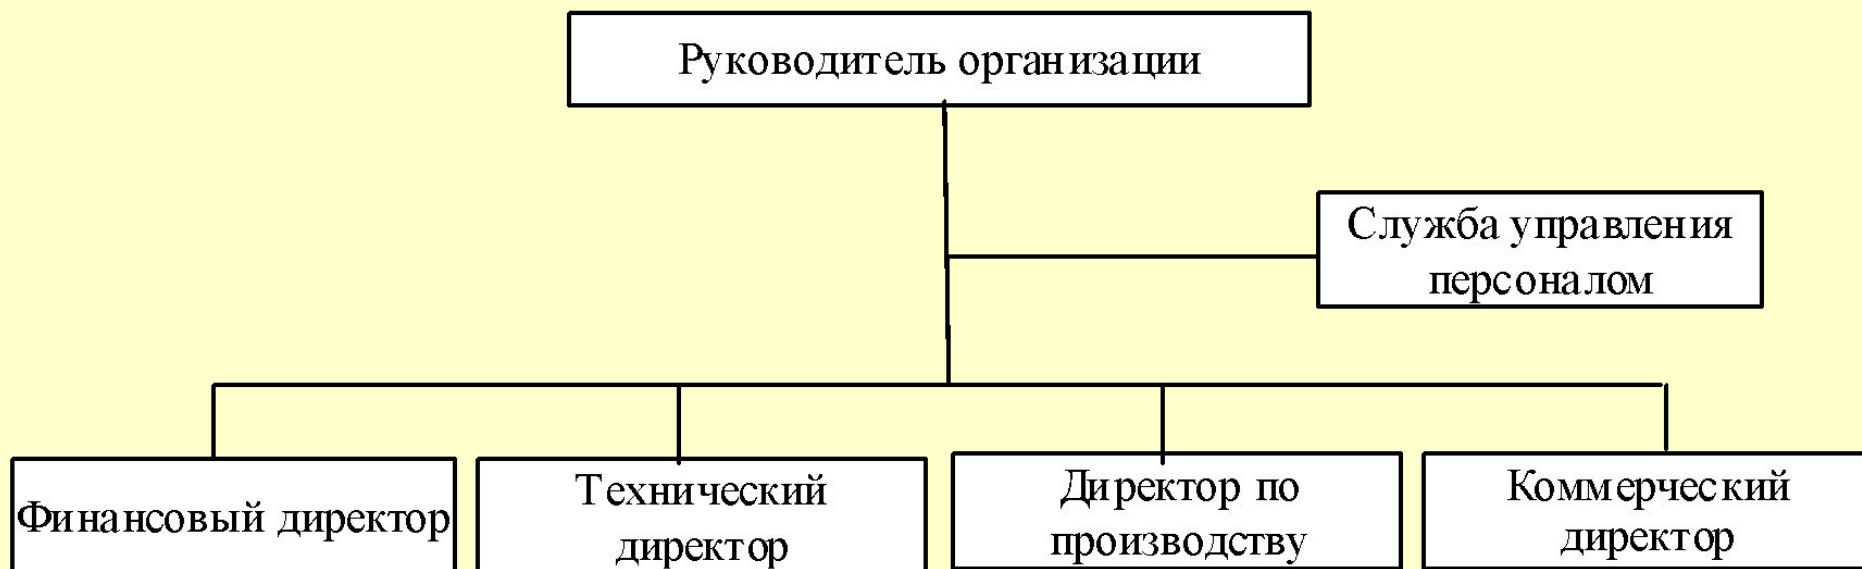 Руководитель организации
Служба управления
персоналом
Финансовый директор
Технический
директор
Директор по
производству
Коммерческий
директор